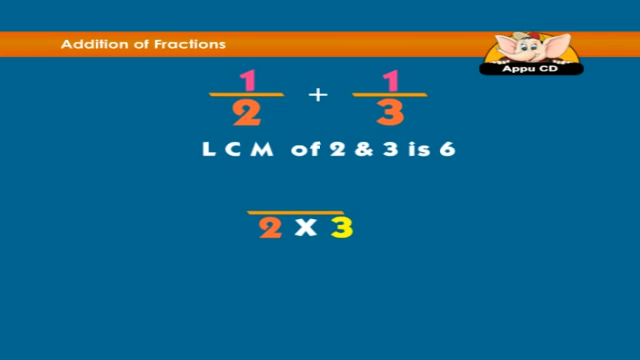 Addition of Fractions
Appu CD
1 + 1
2 3
L C M of 2 & 3 is 6
2 x 3